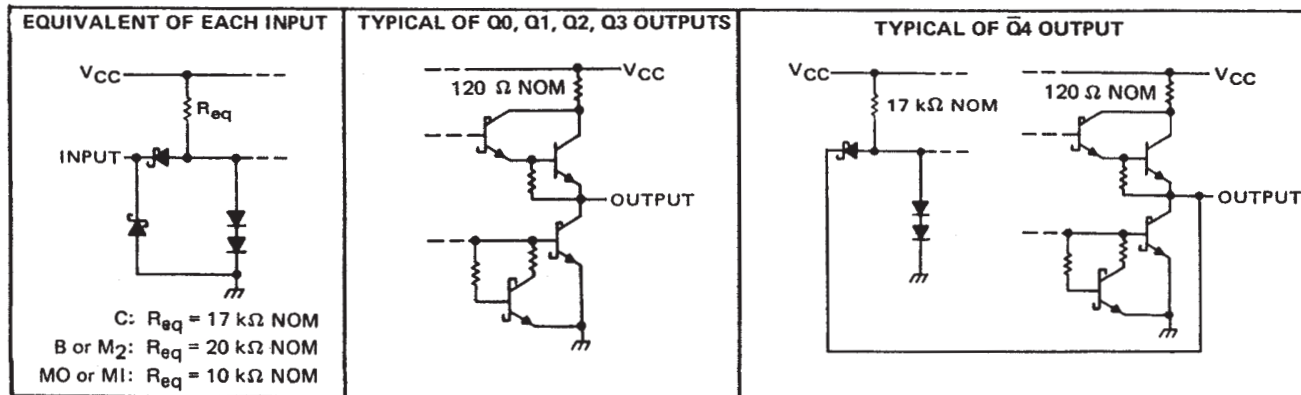 EQUIVALENT OF EACH INPUT
VCC
Req
INPUT
C: Req = 17 kΩ NOM
B or M2: Req = 20 kΩ NOM
MO or MI: Req = 10 kΩ NOM
TYPICAL OF Q0, Q1, Q2, Q3 OUTPUTS
VCC
120 Ω NOM
OUTPUT
TYPICAL OF Q̄4 OUTPUT
VCC
17 kΩ NOM
VCC
120 Ω NOM
OUTPUT